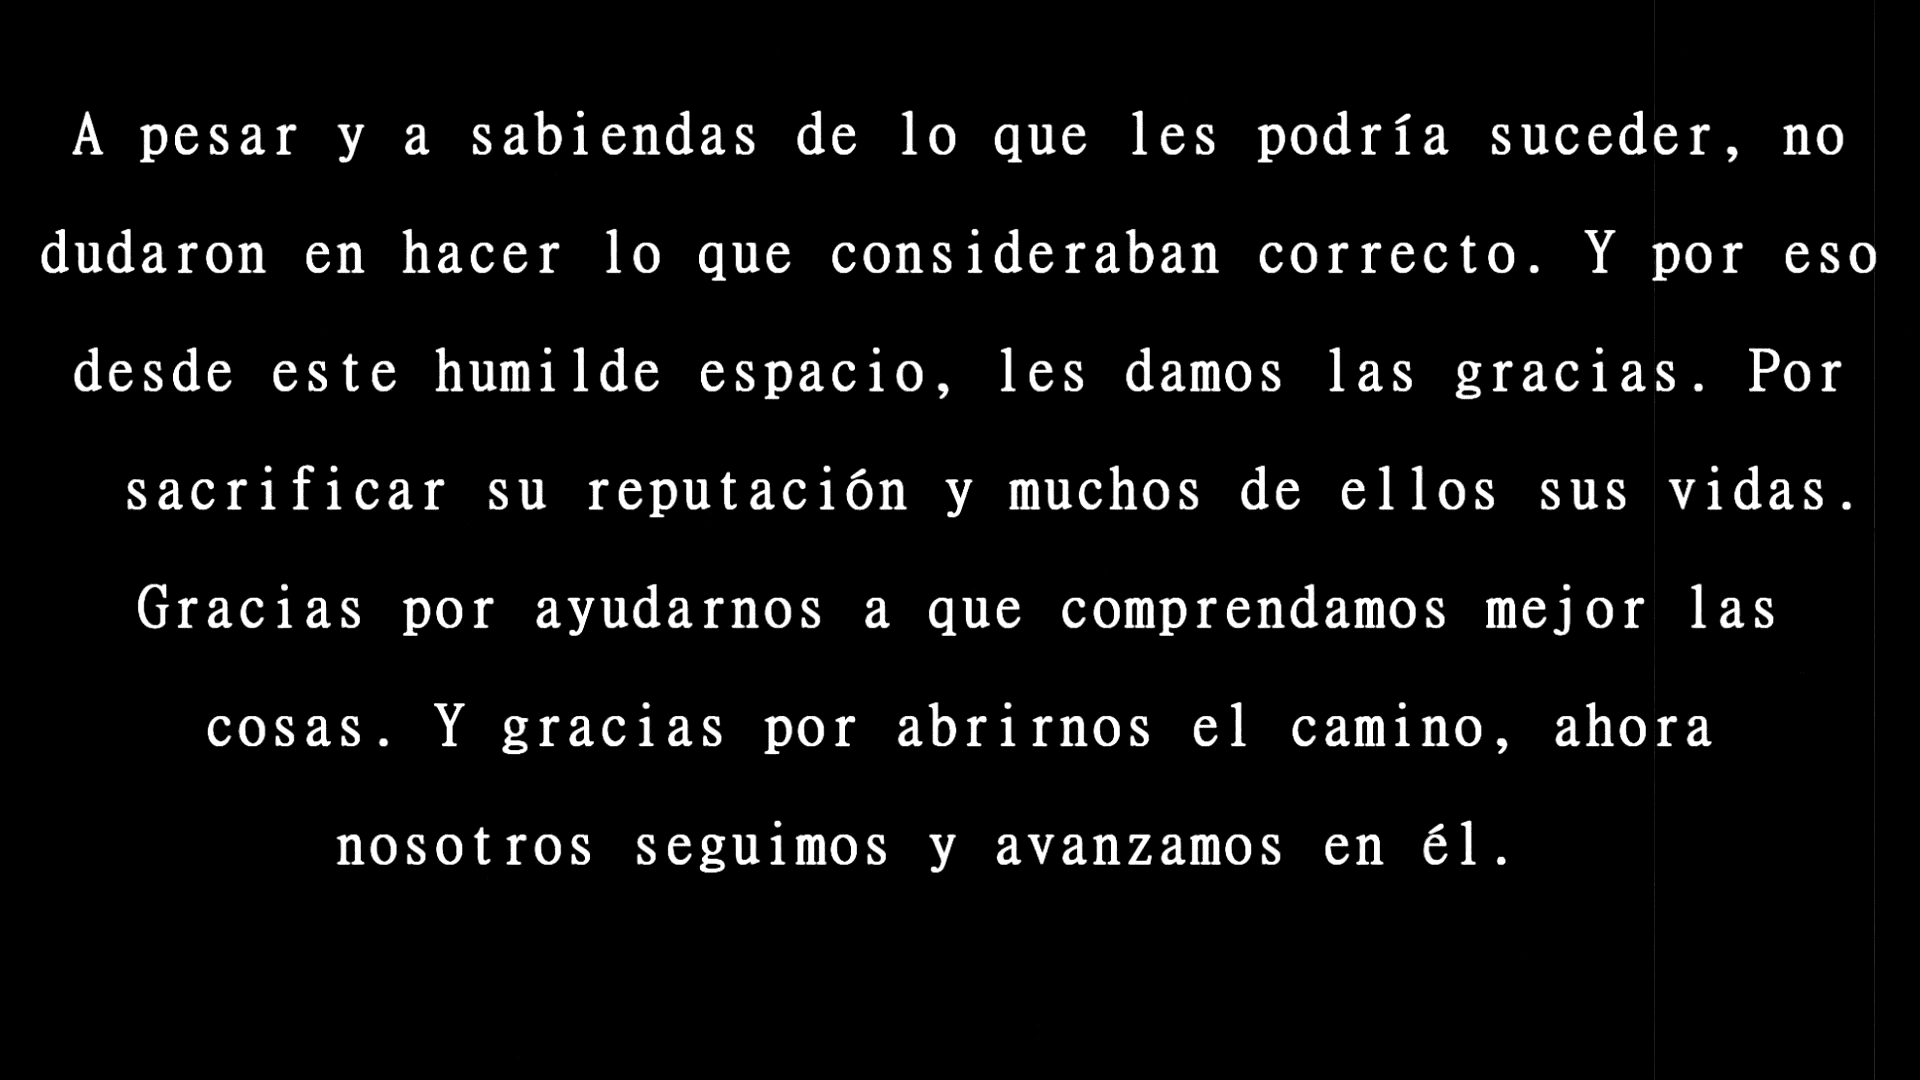 A pesar y a sabiendas de lo que les podría suceder, no
dudaron en hacer lo que consideraban correcto. Y por eso
desde este humilde espacio, les damos las gracias. Por
sacrificar su reputación y muchos de ellos sus vidas.
Gracias por ayudarnos a que comprendamos mejor las
cosas. Y gracias por abrirnos el camino, ahora
nosotros seguimos y avanzamos en él.